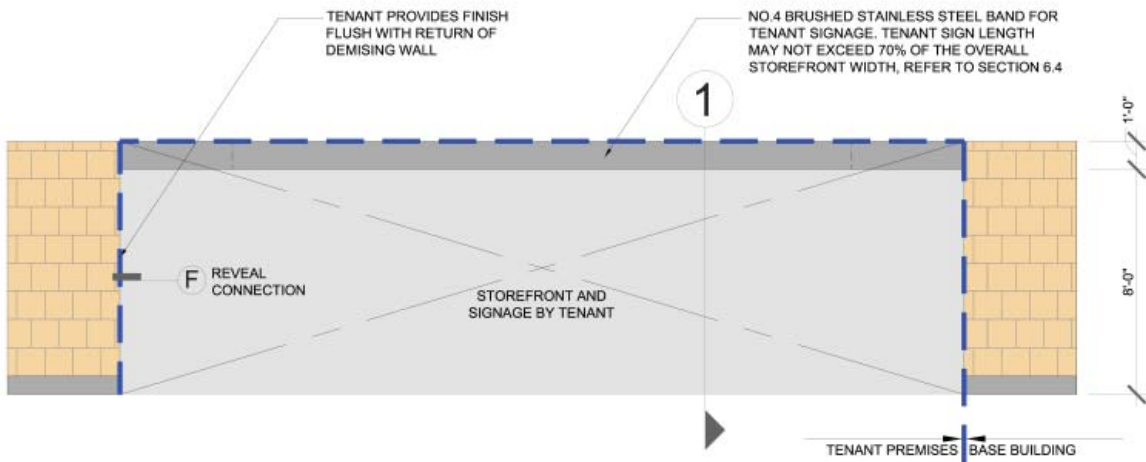 TENANT PROVIDES FINISH
FLUSH WITH RETURN OF
DEMISING WALL
NO.4 BRUSHED STAINLESS STEEL BAND FOR
TENANT SIGNAGE. TENANT SIGN LENGTH
MAY NOT EXCEED 70% OF THE OVERALL
STOREFRONT WIDTH, REFER TO SECTION 6.4
1
1'-0"
F
REVEAL
CONNECTION
STOREFRONT AND
SIGNAGE BY TENANT
8'-0"
TENANT PREMISES
BASE BUILDING